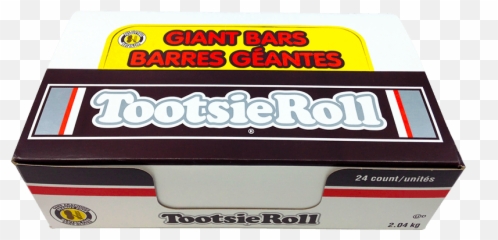 GIANT BARS
BARRES GÉANTES
TootsieRoll
®
24 count/unités
TootsieRoll
2.04 kg